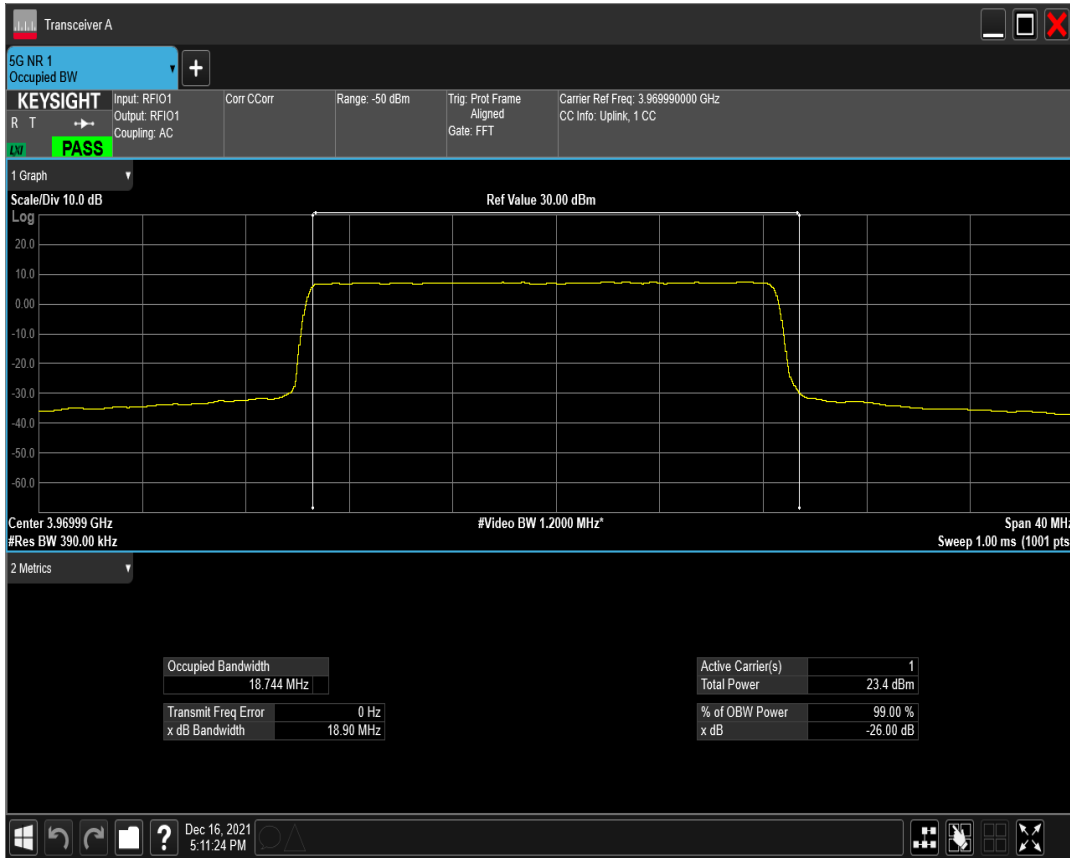 Transceiver A
5G NR 1
Occupied BW
KEYSIGHT
Input: RFIO1
Corr CCorr
Range: -50 dBm
Trig: Prot Frame
Carrier Ref Freq: 3.969990000 GHz
R T
Output: RFIO1
Aligned
CC Info: Uplink, 1 CC
Coupling: AC
Gate: FFT
LXI
PASS
1 Graph
Scale/Div 10.0 dB
Ref Value 30.00 dBm
Log
20.0
10.0
0.00
-10.0
-20.0
-30.0
-40.0
-50.0
-60.0
Center 3.96999 GHz
#Video BW 1.2000 MHz*
Span 40 MHz
#Res BW 390.00 kHz
Sweep 1.00 ms (1001 pts
2 Metrics
Occupied Bandwidth
18.744 MHz
Transmit Freq Error 0 Hz
x dB Bandwidth 18.90 MHz
Active Carrier(s) 1
Total Power 23.4 dBm
% of OBW Power 99.00 %
x dB -26.00 dB
?
Dec 16, 2021
5:11:24 PM